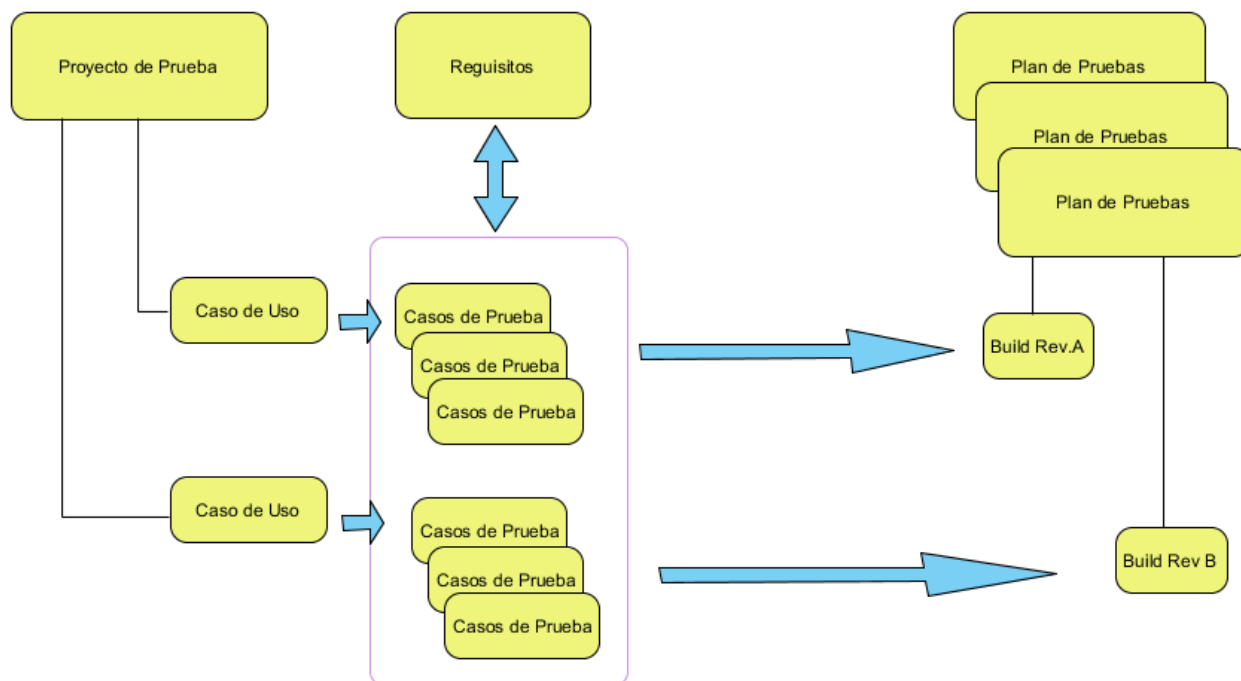 Proyecto de Prueba
Reguisitos
Plan de Pruebas
Plan de Pruebas
Plan de Pruebas
Caso de Uso
Casos de Prueba
Casos de Prueba
Casos de Prueba
Build Rev.A
Caso de Uso
Casos de Prueba
Casos de Prueba
Casos de Prueba
Build Rev B